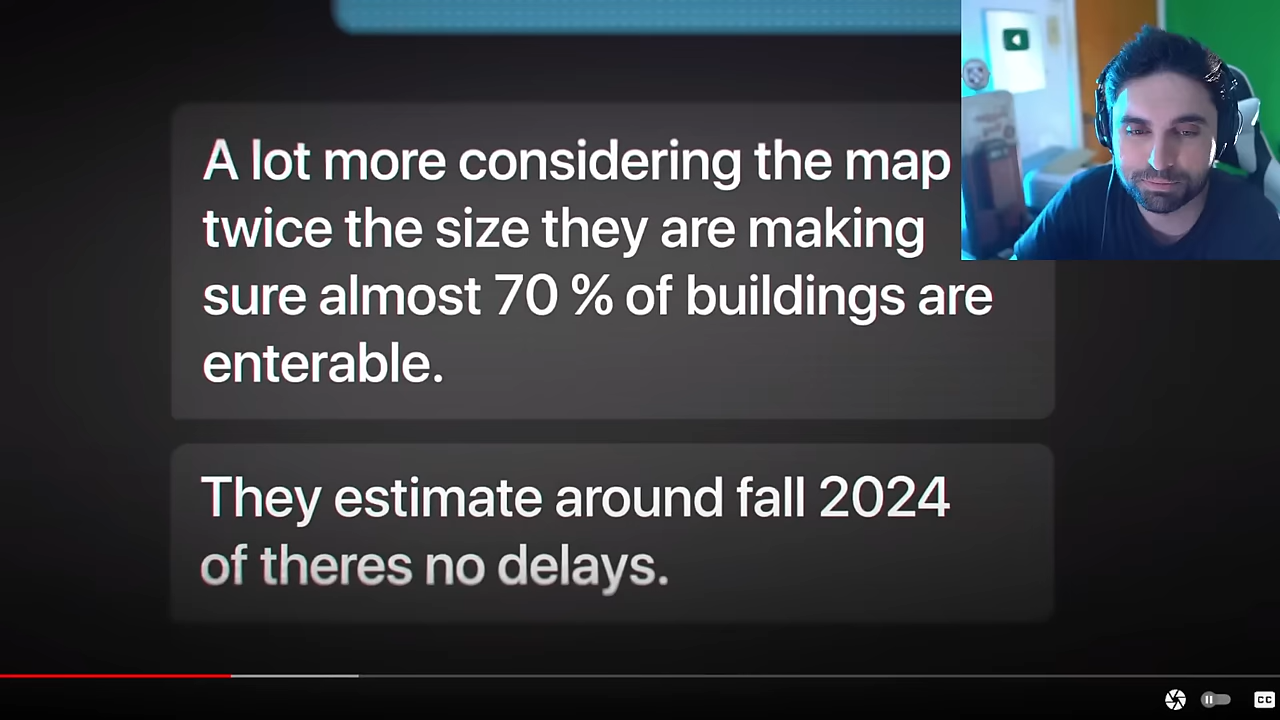 A lot more considering the map
twice the size they are making
sure almost 70 % of buildings are
enterable.
They estimate around fall 2024
of theres no delays.
CC